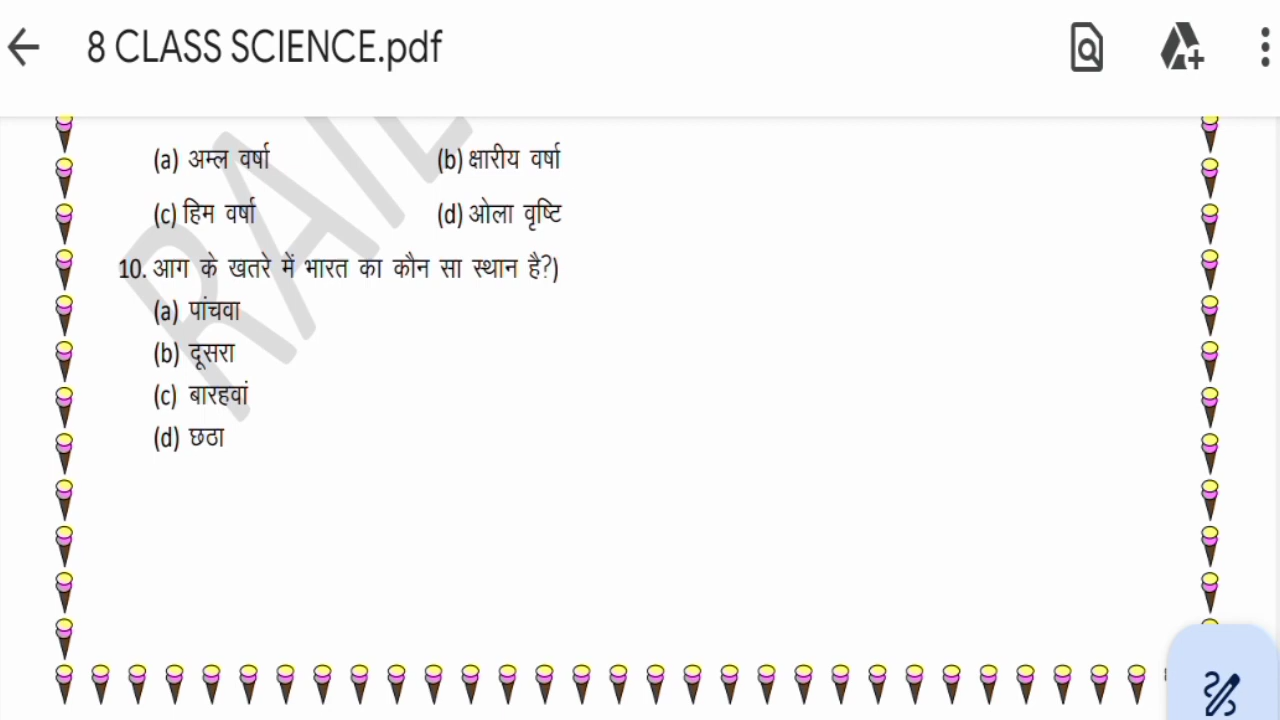 8 CLASS SCIENCE.pdf
(a) अम्ल वर्षा (b) क्षारीय वर्षा
(c) हिम वर्षा (d) ओला वृष्टि
10. आग के खतरे में भारत का कौन सा स्थान है?)
(a) पांचवा
(b) दूसरा
(c) बारहवां
(d) छठा